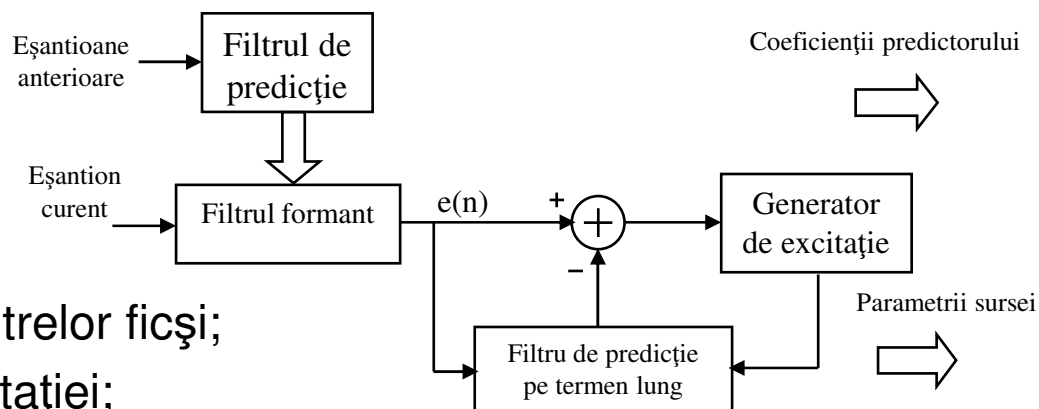 Eşantioane
anterioare
Filtrul de
predicţie
Coeficienţii predictorului
Eşantion
curent
Filtrul formant
e(n)
+
+
−
Generator
de excitaţie
Parametrii sursei
trelor ficşi;
Filtru de predicţie
pe termen lung
taţiei;